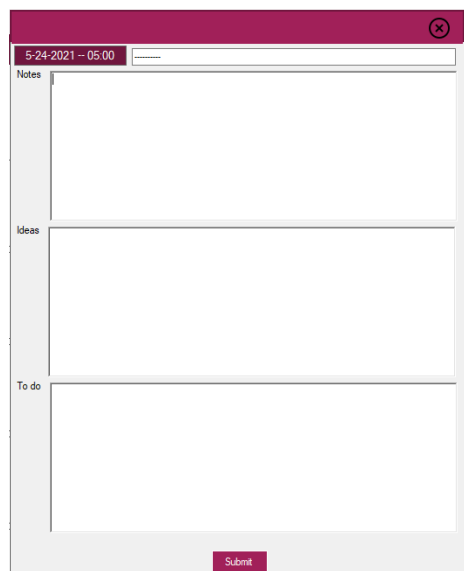 5-24-2021 -- 05:00 ----------
Notes
Ideas
To do
Submit